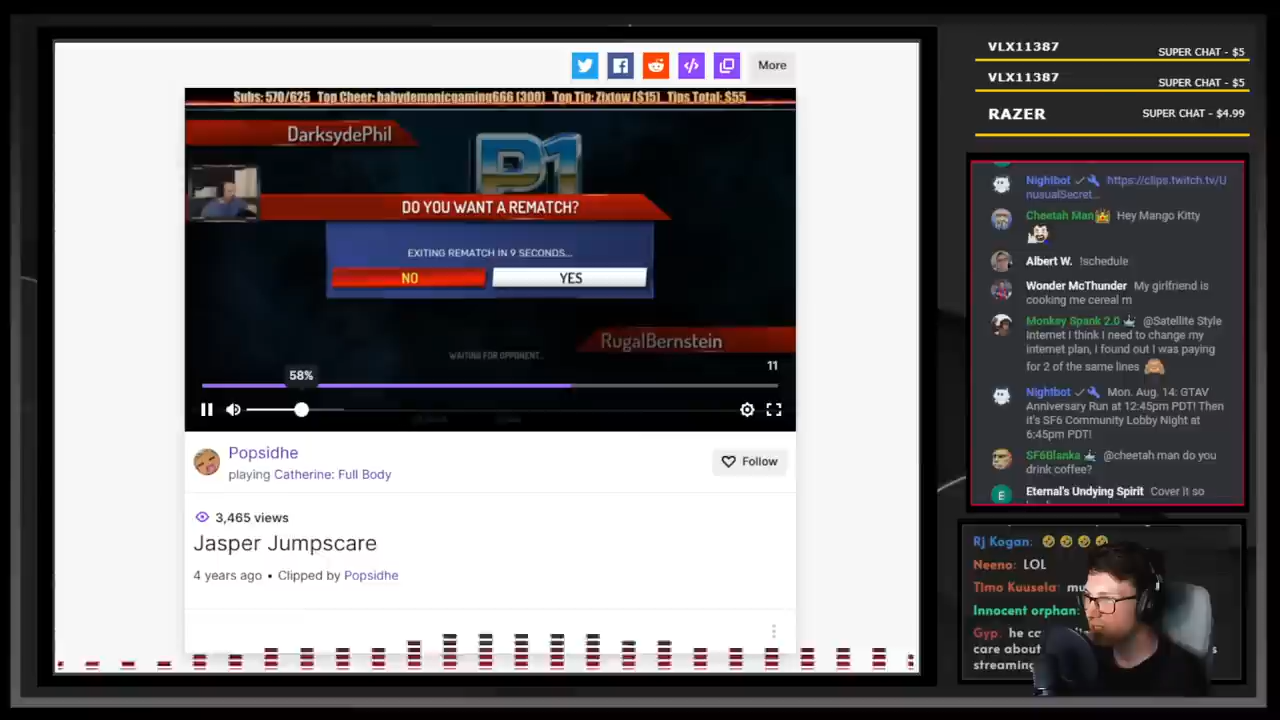 More
Subs: 570/625 Top Cheer: babydemonicgaming666 (300) Top Tip: Zixtow ($15) Tips Total: $55
DarksydePhil
P1
DO YOU WANT A REMATCH?
EXITING REMATCH IN 9 SECONDS...
NO YES
RugalBernstein
WAITING FOR OPPONENT...
11
58%
Popsidhe
playing Catherine: Full Body
Follow
3,465 views
Jasper Jumpscare
4 years ago • Clipped by Popsidhe
VLX11387 SUPER CHAT - $5
VLX11387 SUPER CHAT - $5
RAZER SUPER CHAT - $4.99
Nightbot https://clips.twitch.tv/U
nusualSecret...
Cheetah Man Hey Mango Kitty
Albert W. !schedule
Wonder McThunder My girlfriend is
cooking me cereal m
Monkey Spank 2.0 @Satellite Style
Internet I think I need to change my
internet plan, i found out I was paying
for 2 of the same lines
Nightbot Mon. Aug. 14: GTAV
Anniversary Run at 12:45pm PDT! Then
it's SF6 Community Lobby Night at
6:45pm PDT!
SF6Blanka @cheetah man do you
drink coffee?
E Eternal's Undying Spirit Cover it so
Rj Kogan:
Neeno: LOL
Timo Kuusela:
Innocent orphan:
Gyp: he
care about
streaming